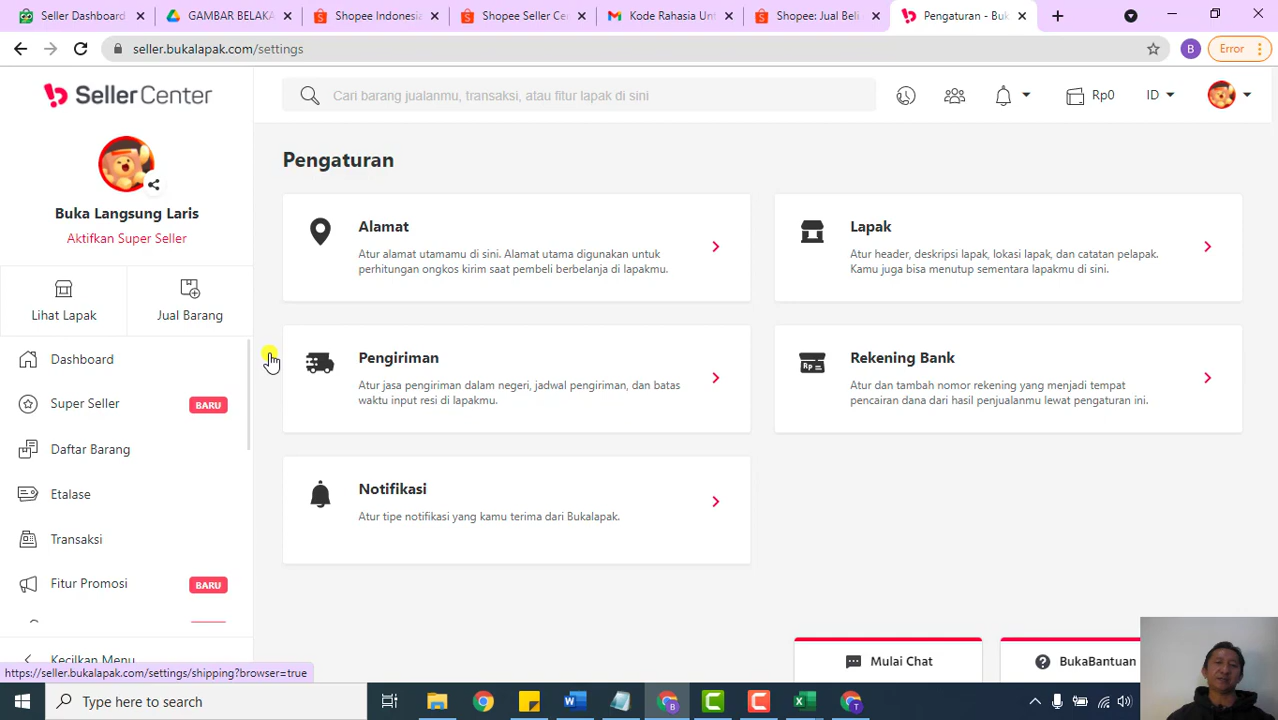 Seller Dashboard
GAMBAR BELAKA
Shopee Indonesia
Shopee Seller Cen
Kode Rahasia Un
Shopee: Jual Beli
Pengaturan - Buk
seller.bukalapak.com/settings
B
Error
SellerCenter
Cari barang jualanmu, transaksi, atau fitur lapak di sini
Rp0
ID
Buka Langsung Laris
Aktifkan Super Seller
Lihat Lapak
Jual Barang
Dashboard
Super Seller
BARU
Daftar Barang
Etalase
Transaksi
Fitur Promosi
BARU
Kecilkan Menu
Pengaturan
Alamat
Atur alamat utamamu di sini. Alamat utama digunakan untuk
perhitungan ongkos kirim saat pembeli berbelanja di lapakmu.
Lapak
Atur header, deskripsi lapak, lokasi lapak, dan catatan pelapak.
Kamu juga bisa menutup sementara lapakmu di sini.
Pengiriman
Atur jasa pengiriman dalam negeri, jadwal pengiriman, dan batas
waktu input resi di lapakmu.
Rp
Rekening Bank
Atur dan tambah nomor rekening yang menjadi tempat
pencairan dana dari hasil penjualanmu lewat pengaturan ini.
Notifikasi
Atur tipe notifikasi yang kamu terima dari Bukalapak.
Mulai Chat
BukaBantuan
https://seller.bukalapak.com/settings/shipping?browser=true
Type here to search